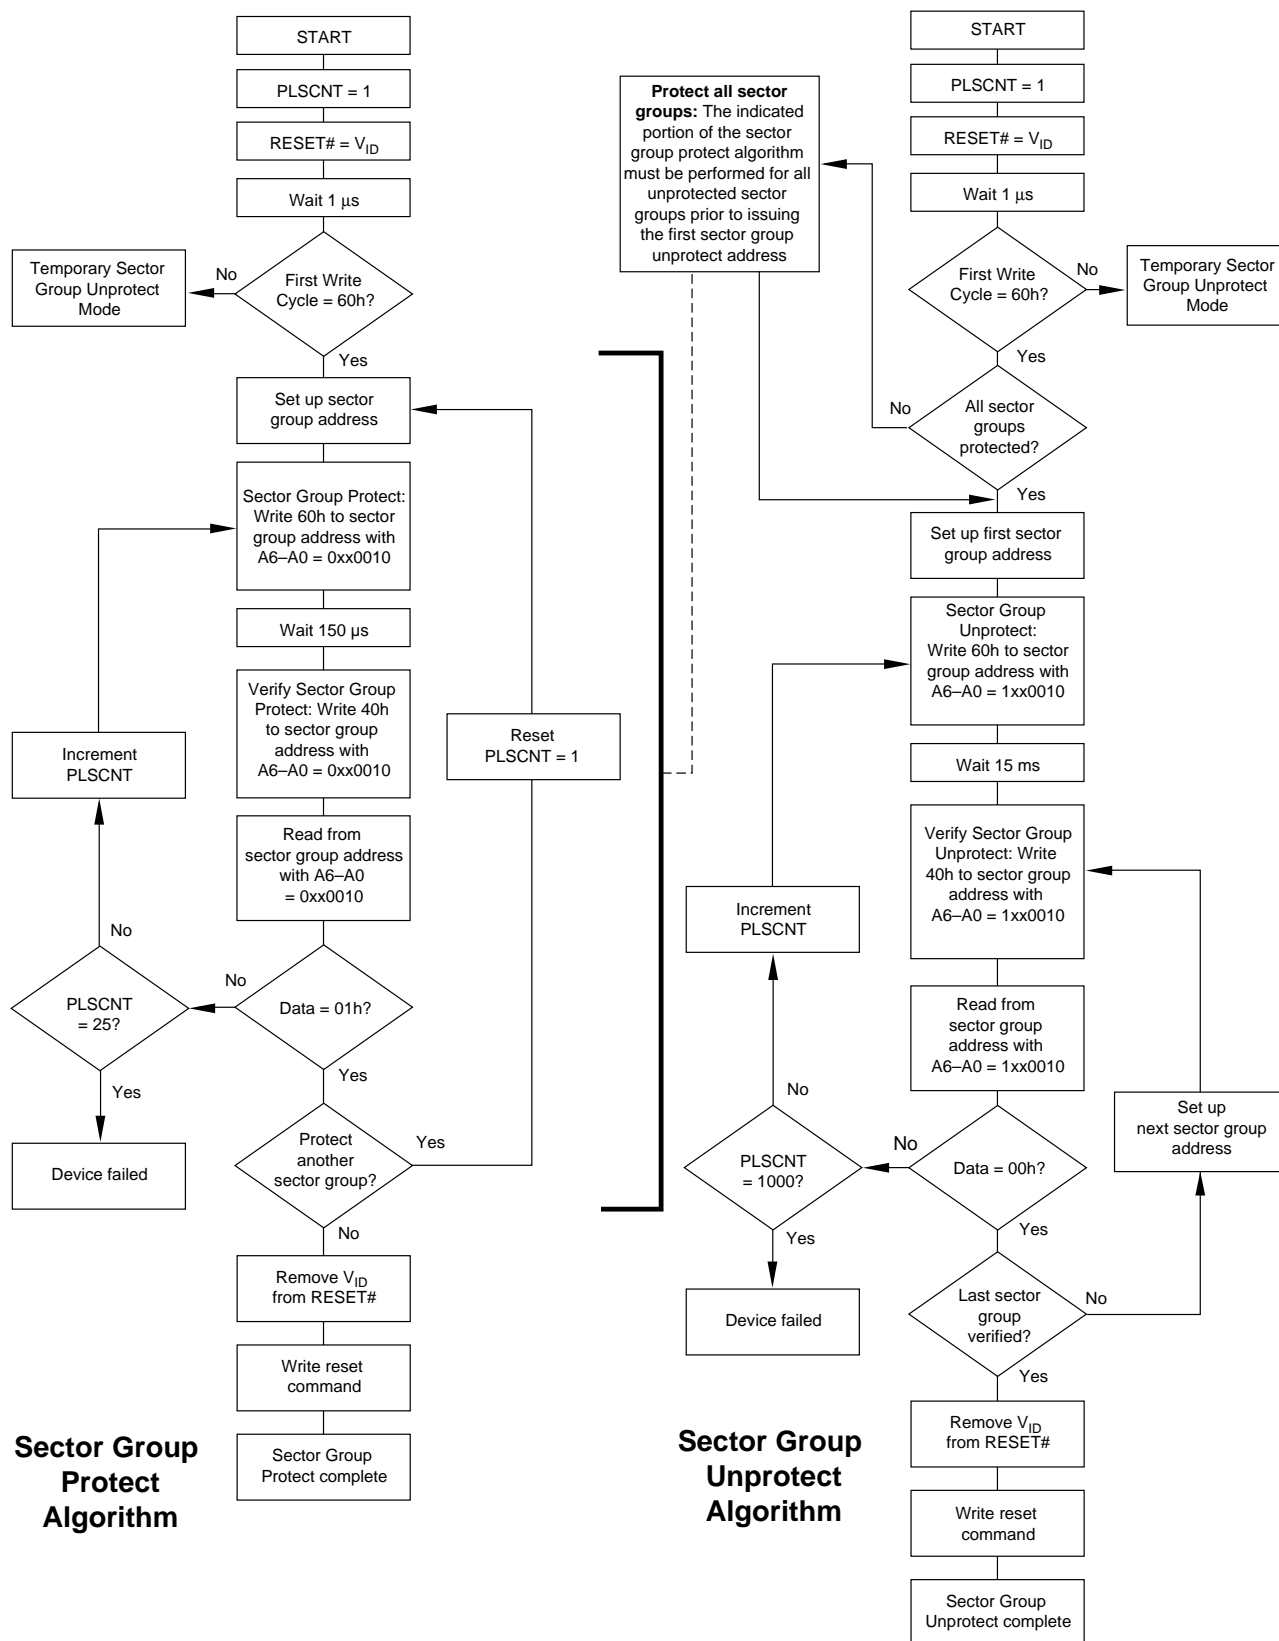 START
PLSCNT = 1
RESET# = VID
Wait 1 μs
First Write
Cycle = 60h?
No
Temporary Sector
Group Unprotect
Mode
Yes
Set up sector
group address
Sector Group Protect:
Write 60h to sector
group address with
A6–A0 = 0xx0010
Wait 150 µs
Verify Sector Group
Protect: Write 40h
to sector group
address with
A6–A0 = 0xx0010
Increment
PLSCNT
Reset
PLSCNT = 1
Read from
sector group address
with A6–A0
= 0xx0010
No
No
PLSCNT
= 25?
Data = 01h?
Yes
Yes
Device failed
Protect
another
sector group?
Yes
No
Remove VID
from RESET#
Write reset
command
Sector Group
Protect complete
Sector Group
Protect
Algorithm
Protect all sector
groups: The indicated
portion of the sector
group protect algorithm
must be performed for all
unprotected sector
groups prior to issuing
the first sector group
unprotect address
START
PLSCNT = 1
RESET# = VID
Wait 1 μs
First Write
Cycle = 60h?
No
Temporary Sector
Group Unprotect
Mode
Yes
No
All sector
groups
protected?
Yes
Set up first sector
group address
Sector Group
Unprotect:
Write 60h to sector
group address with
A6–A0 = 1xx0010
Wait 15 ms
Verify Sector Group
Unprotect: Write
40h to sector group
address with
A6–A0 = 1xx0010
Increment
PLSCNT
Read from
sector group
address with
A6–A0 = 1xx0010
No
No
Set up
next sector group
address
PLSCNT
= 1000?
Data = 00h?
Yes
Yes
Device failed
Last sector
group
verified?
No
Yes
Remove VID
from RESET#
Write reset
command
Sector Group
Unprotect complete
Sector Group
Unprotect
Algorithm